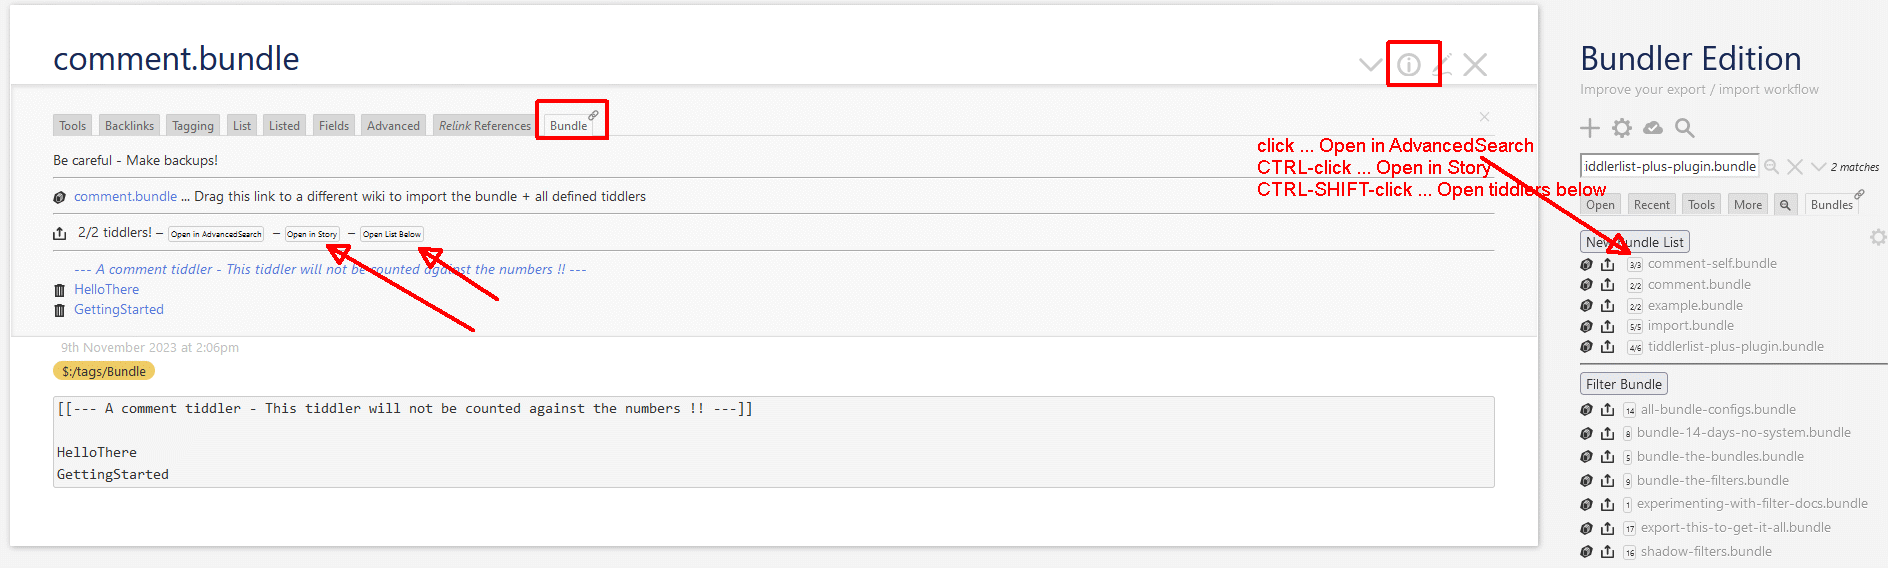 comment.bundle
Tools Backlinks Tagging List Listed Fields Advanced Relink References Bundle
Be careful - Make backups!
comment.bundle ... Drag this link to a different wiki to import the bundle + all defined tiddlers
2/2 tiddlers! – Open in AdvancedSearch – Open in Story – Open List Below
--- A comment tiddler - This tiddler will not be counted against the numbers !! ---
HelloThere
GettingStarted
9th November 2023 at 2:06pm
$:/tags/Bundle
[[--- A comment tiddler - This tiddler will not be counted against the numbers !! ---]]
HelloThere
GettingStarted
click ... Open in AdvancedSearch
CTRL-click ... Open in Story
CTRL-SHIFT-click ... Open tiddlers below
Bundler Edition
Improve your export / import workflow
iddlerlist-plus-plugin.bundle 2 matches
Open Recent Tools More Bundles
New Bundle List
3/3 comment-self.bundle
2/2 comment.bundle
2/2 example.bundle
5/5 import.bundle
4/6 tiddlerlist-plus-plugin.bundle
Filter Bundle
14 all-bundle-configs.bundle
8 bundle-14-days-no-system.bundle
5 bundle-the-bundles.bundle
9 bundle-the-filters.bundle
1 experimenting-with-filter-docs.bundle
17 export-this-to-get-it-all.bundle
16 shadow-filters.bundle